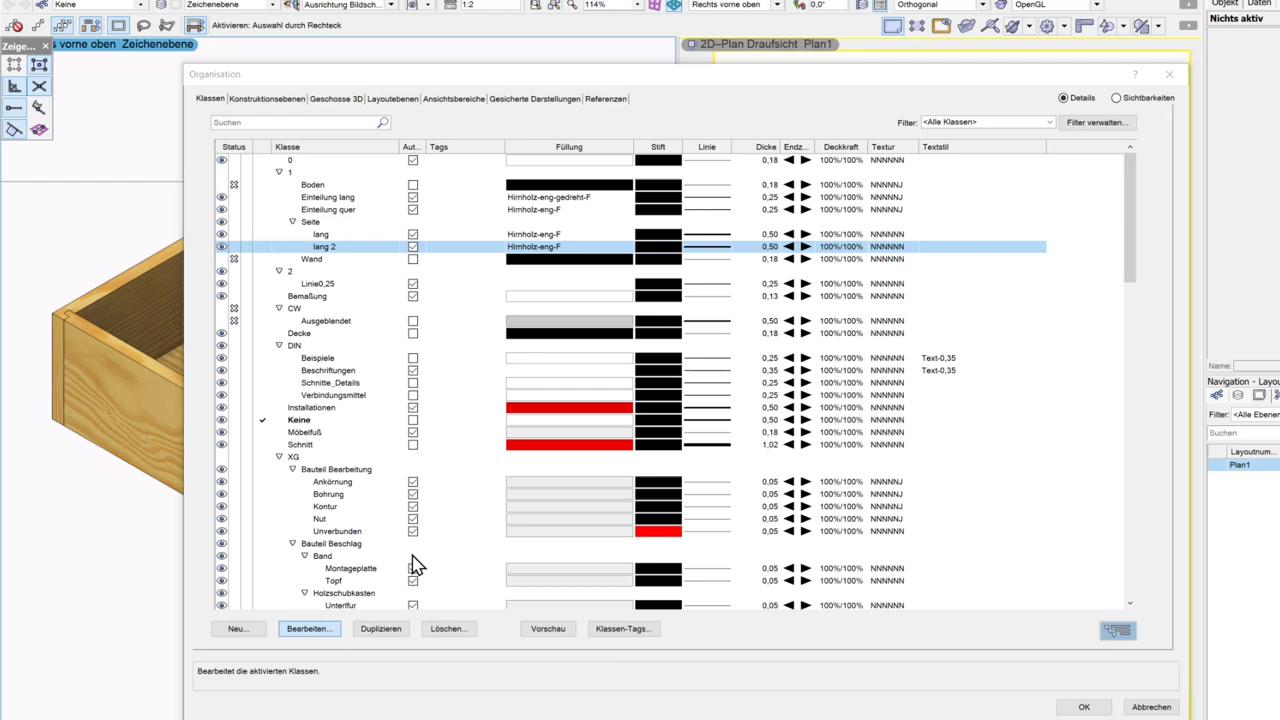 Keine
Zeichenebene
Ausrichtung Bildsch...
1:2
114%
Rechts vorne oben
0,0°
Orthogonal
OpenGL
Objekt
Daten
Aktivieren: Auswahl durch Rechteck
Nichts aktiv
Zeige...
s vorne oben Zeichenebene
2D-Plan Draufsicht Plan1
Organisation
Klassen Konstruktionsebenen Geschosse 3D Layoutebenen Ansichtsbereiche Gesicherte Darstellungen Referenzen
Details
Sichtbarkeiten
Suchen
Filter:
<Alle Klassen>
Filter verwalten...
Status Klasse Aut... Tags Füllung Stift Linie Dicke Endz... Deckkraft Textur Textstil
0 0,18 100%/100% NNNNNN
1
Boden 0,18 100%/100% NNNNNJ
Einteilung lang Hirnholz-eng-gedreht-F 0,25 100%/100% NNNNNN
Einteilung quer Hirnholz-eng-F 0,25 100%/100% NNNNNN
Seite
lang Hirnholz-eng-F 0,50 100%/100% NNNNNN
lang 2 Hirnholz-eng-F 0,50 100%/100% NNNNNN
Wand 0,18 100%/100% NNNNNN
2
Linie0,25 0,25 100%/100% NNNNNN
Bemaßung 0,13 100%/100% NNNNNN
CW
Ausgeblendet 0,50 100%/100% NNNNNN
Decke 0,18 100%/100% NNNNNN
DIN
Beispiele 0,25 100%/100% NNNNNN Text-0,35
Beschriftungen 0,35 100%/100% NNNNNN Text-0,35
Schnitte_Details 0,25 100%/100% NNNNNN
Verbindungsmittel 0,25 100%/100% NNNNNN
Installationen 0,50 100%/100% NNNNNN
Keine 0,50 100%/100% NNNNNN
Möbelfuß 0,18 100%/100% NNNNNN
Schnitt 1,02 100%/100% NNNNNN
XG
Bauteil Bearbeitung
Ankörnung 0,05 100%/100% NNNNNJ
Bohrung 0,05 100%/100% NNNNNJ
Kontur 0,05 100%/100% NNNNNJ
Nut 0,05 100%/100% NNNNNJ
Unverbunden 0,05 100%/100% NNNNNJ
Bauteil Beschlag
Band
Montageplatte 0,05 100%/100% NNNNNN
Topf 0,05 100%/100% NNNNNN
Holzschubkasten
Unterflur 0,05 100%/100% NNNNNN
Neu...
Bearbeiten...
Duplizieren
Löschen...
Vorschau
Klassen-Tags...
Bearbeitet die aktivierten Klassen.
OK
Abbrechen
Name:
Navigation - Layou
Filter:
<Alle Ebenen
Suchen
Layoutnum...
Plan1